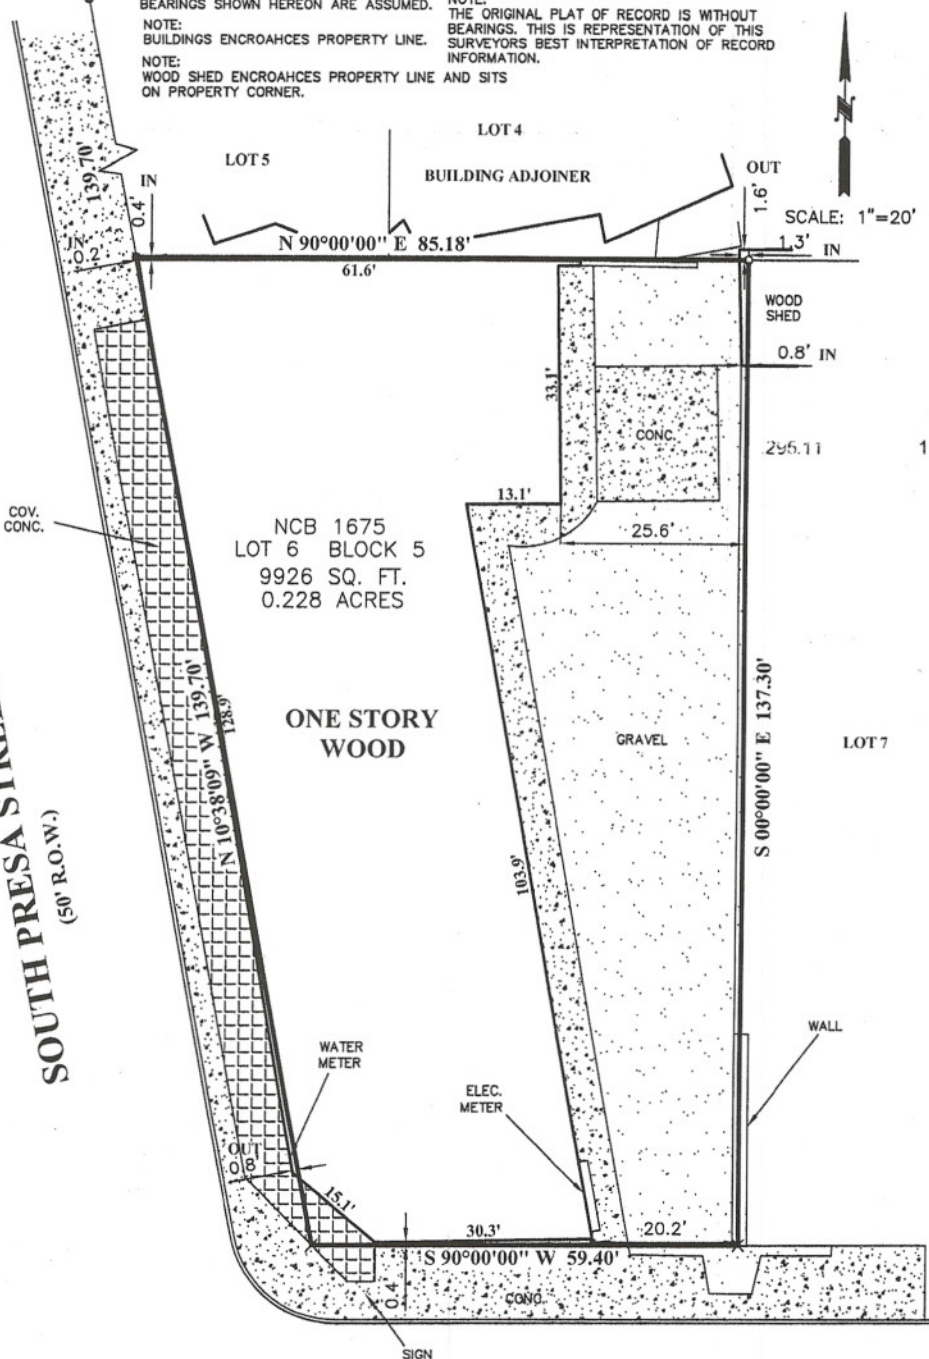 BEARINGS SHOWN HEREON ARE ASSUMED.
NOTE:
BUILDINGS ENCROAHCES PROPERTY LINE.
NOTE:
WOOD SHED ENCROAHCES PROPERTY LINE AND SITS
ON PROPERTY CORNER.
NOTE:
THE ORIGINAL PLAT OF RECORD IS WITHOUT
BEARINGS. THIS IS REPRESENTATION OF THIS
SURVEYORS BEST INTERPRETATION OF RECORD
INFORMATION.
N
SCALE: 1"=20'
LOT 5
LOT 4
BUILDING ADJOINER
OUT
1.6'
139.70'
IN
0.4'
IN
0.2'
N 90°00'00" E 85.18'
61.6'
1.3' IN
WOOD
SHED
0.8' IN
33.1'
CONC.
295.11
1
13.1'
25.6'
COV.
CONC.
NCB 1675
LOT 6 BLOCK 5
9926 SQ. FT.
0.228 ACRES
N 10°38'09" W 139.70'
128.9'
ONE STORY
WOOD
GRAVEL
S 00°00'00" E 137.30'
LOT 7
103.9'
SOUTH PRESA
(50' R.O.W.)
WATER
METER
ELEC.
METER
WALL
OUT
0.8'
15.1'
30.3'
20.2'
S 90°00'00" W 59.40'
0.4
CONC.
SIGN